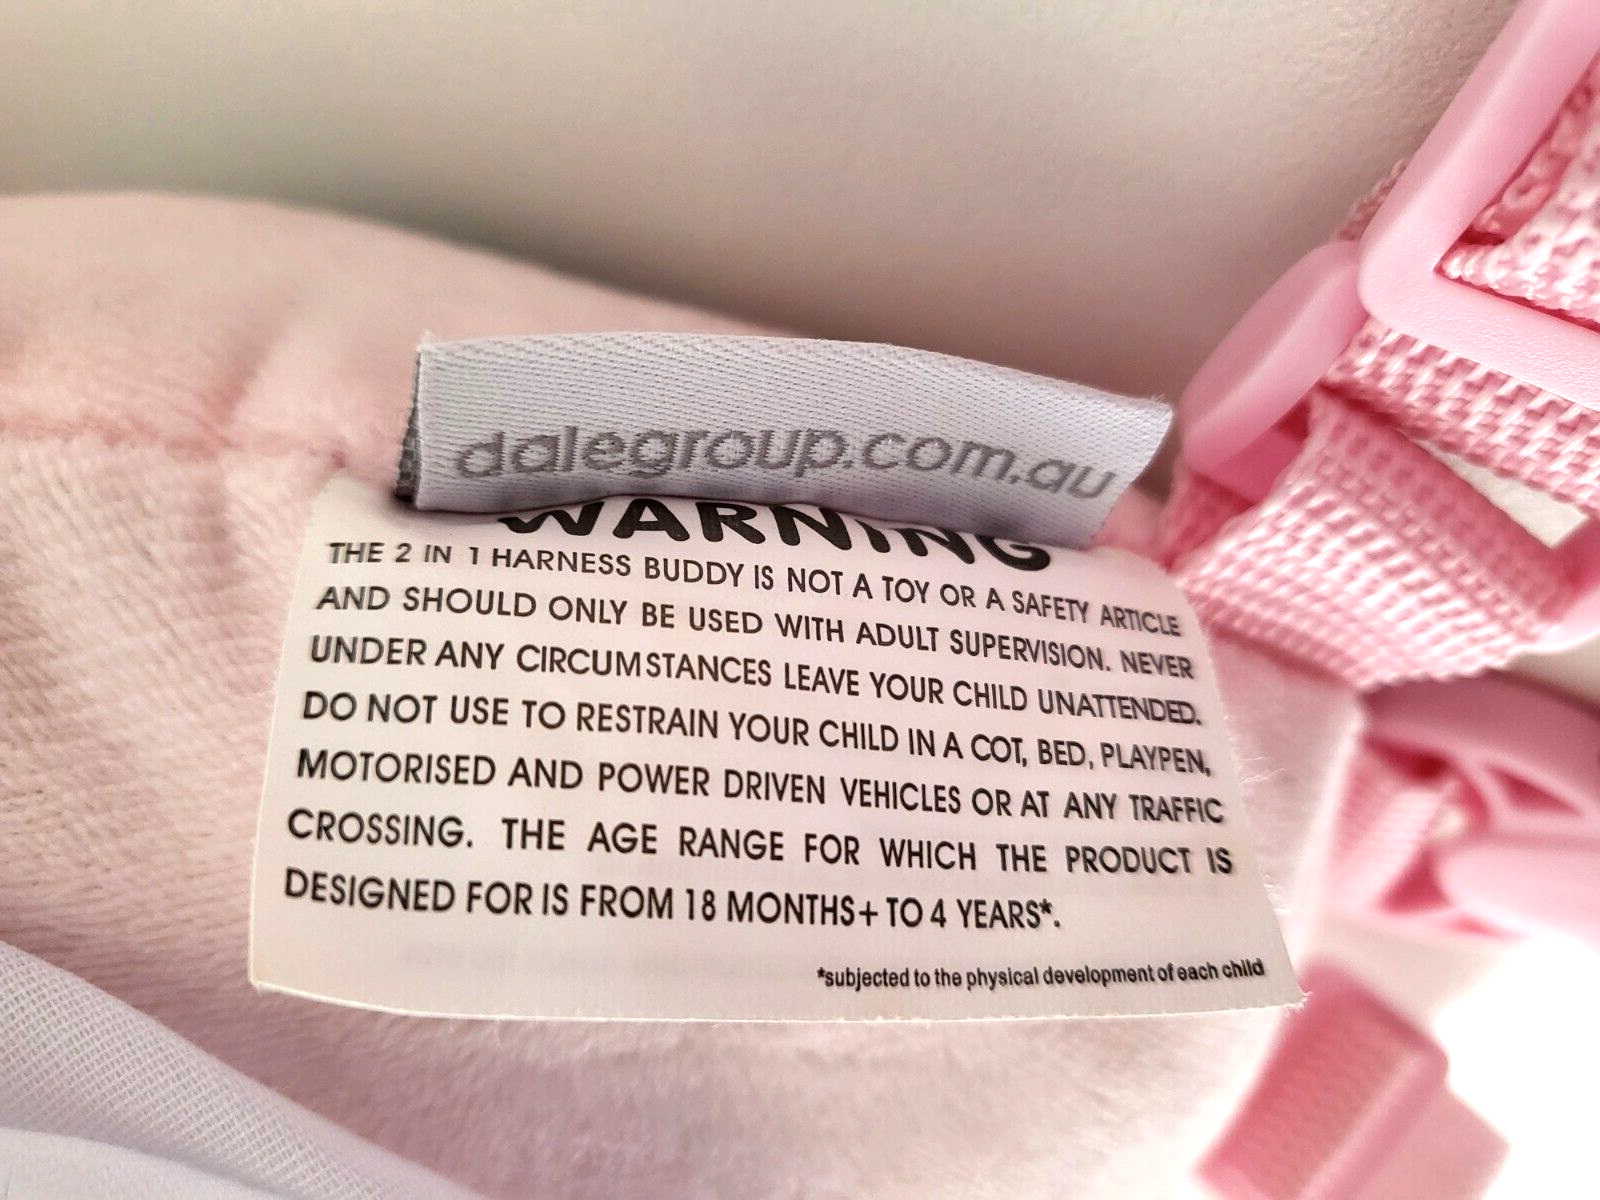 dalegroup.com.au
WARNING
THE 2 IN 1 HARNESS BUDDY IS NOT A TOY OR A SAFETY ARTICLE
AND SHOULD ONLY BE USED WITH ADULT SUPERVISION. NEVER
UNDER ANY CIRCUMSTANCES LEAVE YOUR CHILD UNATTENDED.
DO NOT USE TO RESTRAIN YOUR CHILD IN A COT, BED, PLAYPEN,
MOTORISED AND POWER DRIVEN VEHICLES OR AT ANY TRAFFIC
CROSSING. THE AGE RANGE FOR WHICH THE PRODUCT IS
DESIGNED FOR IS FROM 18 MONTHS+ TO 4 YEARS*.
*subjected to the physical development of each child